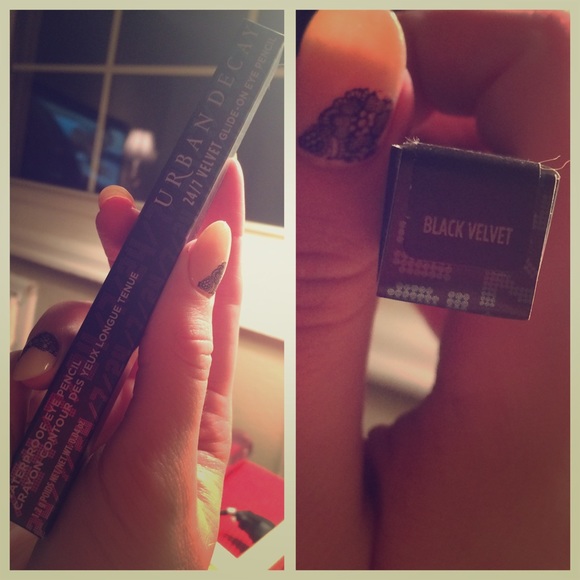 URBAN DECAY
24/7 VELVET GLIDE-ON EYE PENCIL
WATERPROOF EYE PENCIL
CRAYON CONTOUR DES YEUX LONGUE TENUE
BLACK VELVET